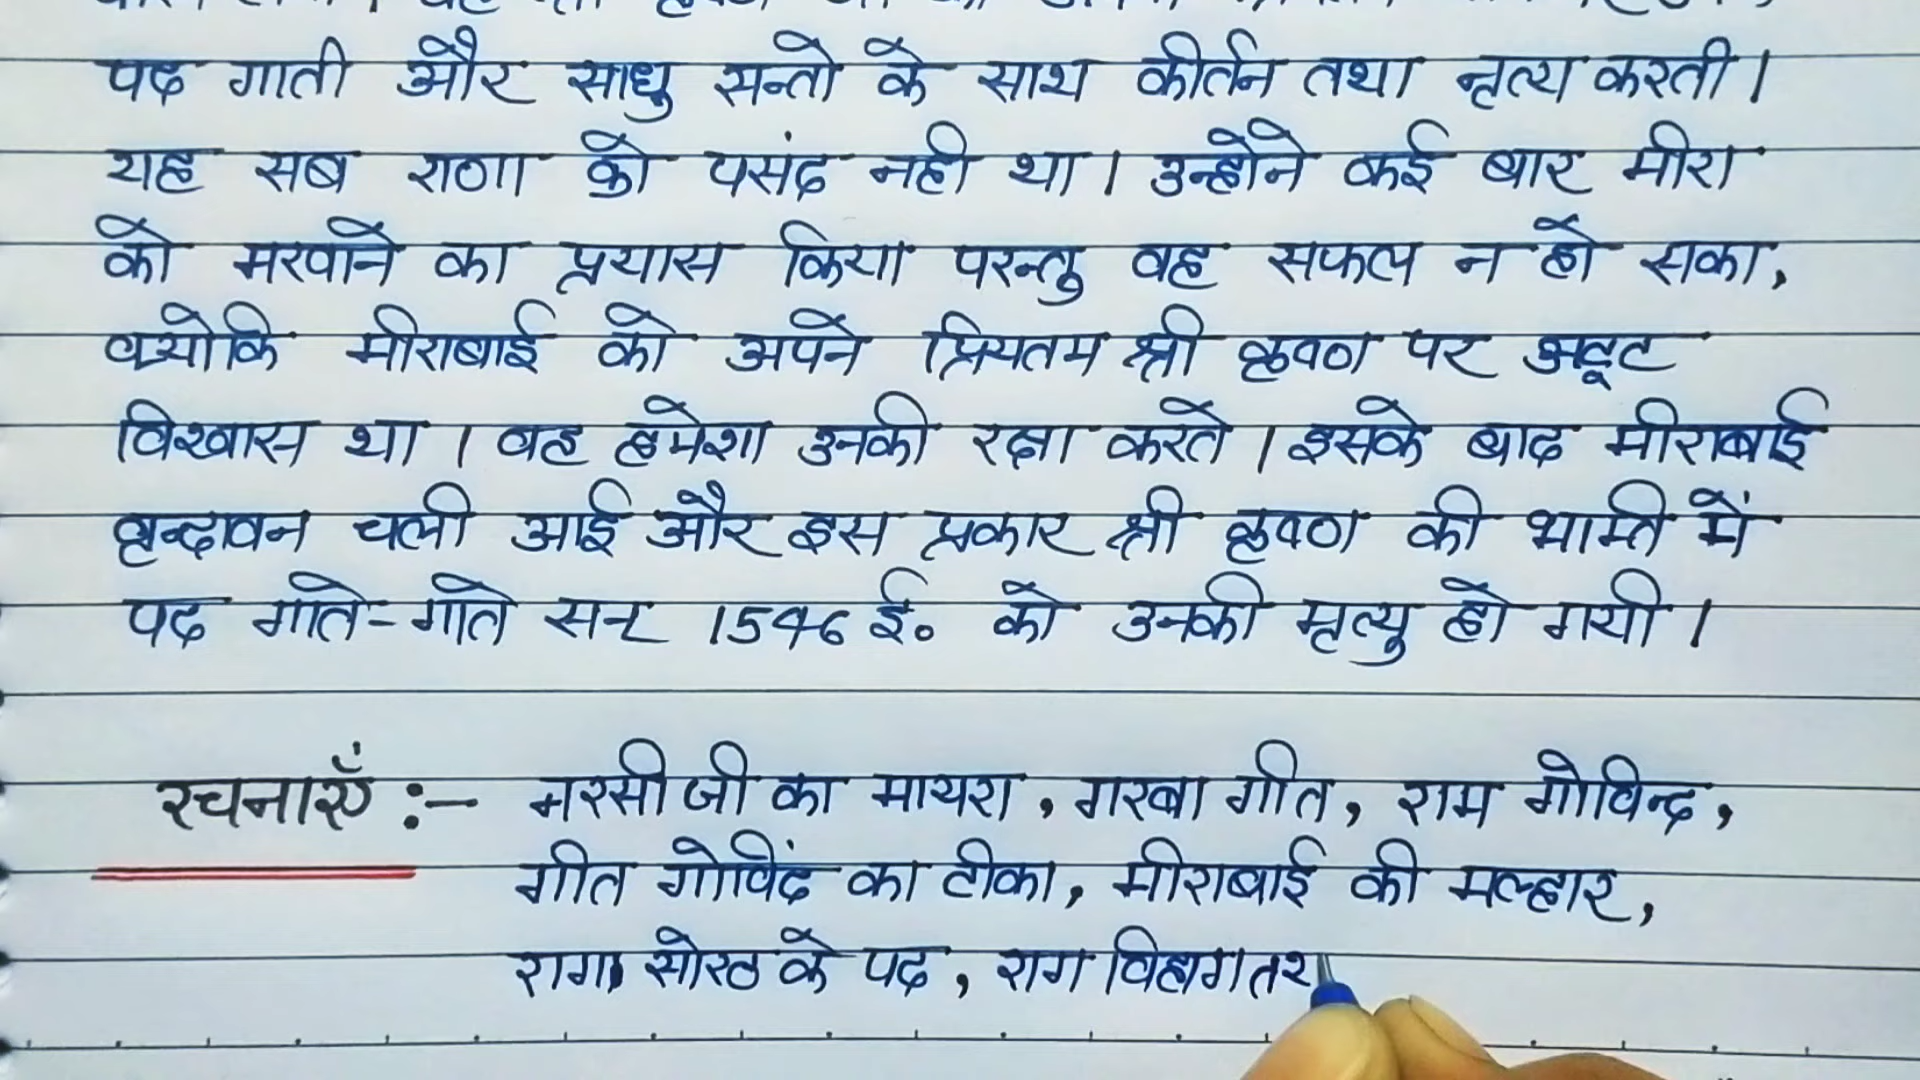 पद गाती और साधु सन्तो के साथ कीर्तन तथा नृत्य करती।
यह सब राणा को पसंद नही था। उन्होने कई बार मीरा
को मरवाने का प्रयास किया परन्तु वह सफल न हो सका,
क्योकि मीराबाई को अपने प्रियतम श्री कृष्ण पर अटूट
विश्वास था। वह हमेशा उनकी रक्षा करते। इसके बाद मीराबाई
वृन्दावन चली आई और इस प्रकार श्री कृष्ण की भाक्ति में
पद गाते-गाते सन् 1546 ई० को उनकी मृत्यु हो गयी।
रचनाएँ :- नरसी जी का मायरा, गरबा गीत, राम गोविन्द,
गीत गोविंद का टीका, मीराबाई की मल्हार,
राग सोरठ के पद, राग विहाग